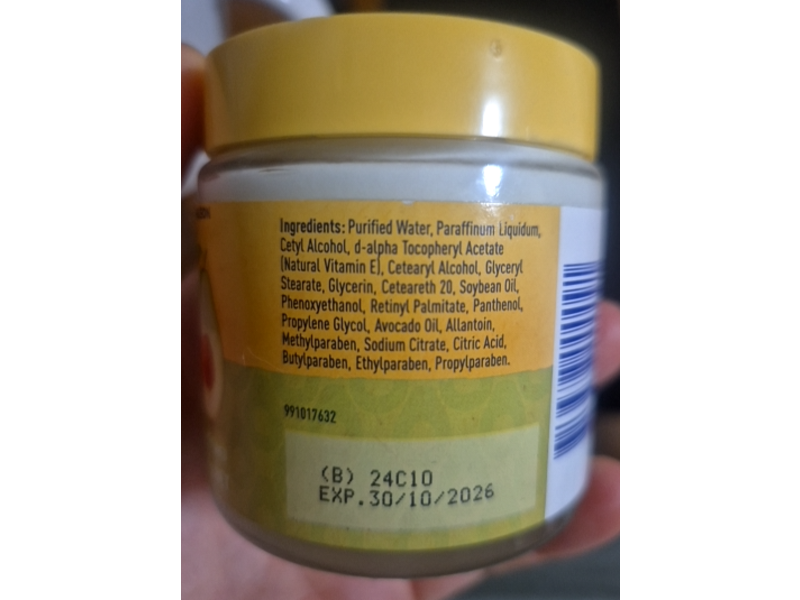 Ingredients: Purified Water, Paraffinum Liquidum,
Cetyl Alcohol, d-alpha Tocopheryl Acetate
(Natural Vitamin E), Cetearyl Alcohol, Glyceryl
Stearate, Glycerin, Ceteareth 20, Soybean Oil,
Phenoxyethanol, Retinyl Palmitate, Panthenol,
Propylene Glycol, Avocado Oil, Allantoin,
Methylparaben, Sodium Citrate, Citric Acid,
Butylparaben, Ethylparaben, Propylparaben.
991017632
(B) 24C10
EXP.30/10/2026